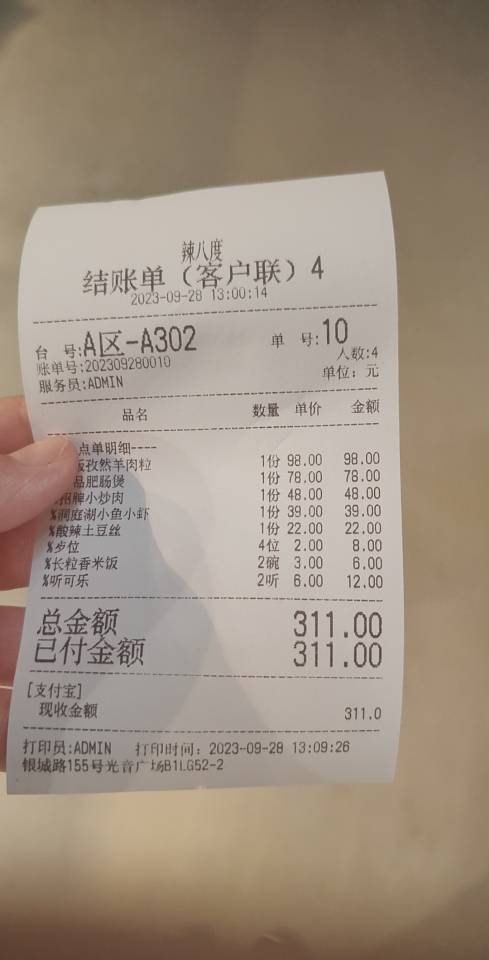 辣八度
结账单（客户联）4
2023-09-28 13:00:14
台 号:A区-A302 单 号:10
账单号:202309280010 人数:4
服务员:ADMIN 单位：元
品名 数量 单价 金额
点单明细----
孜然羊肉粒 1份 98.00 98.00
品肥肠煲 1份 78.00 78.00
招牌小炒肉 1份 48.00 48.00
%洞庭湖小鱼小虾 1份 39.00 39.00
%酸辣土豆丝 1份 22.00 22.00
%歺位 4位 2.00 8.00
%长粒香米饭 2碗 3.00 6.00
%听可乐 2听 6.00 12.00
总金额 311.00
已付金额 311.00
[支付宝]
现收金额 311.0
打印员:ADMIN 打印时间：2023-09-28 13:09:26
银城路155号光音广场B1LG52-2